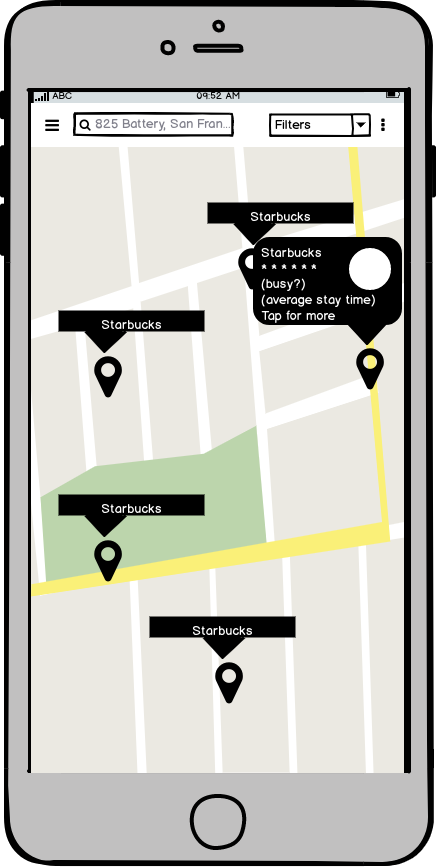 ABC
09:52 AM
825 Battery, San Fran...
Filters
Starbucks
Starbucks
* * * * * *
(busy?)
(average stay time)
Tap for more
Starbucks
Starbucks
Starbucks